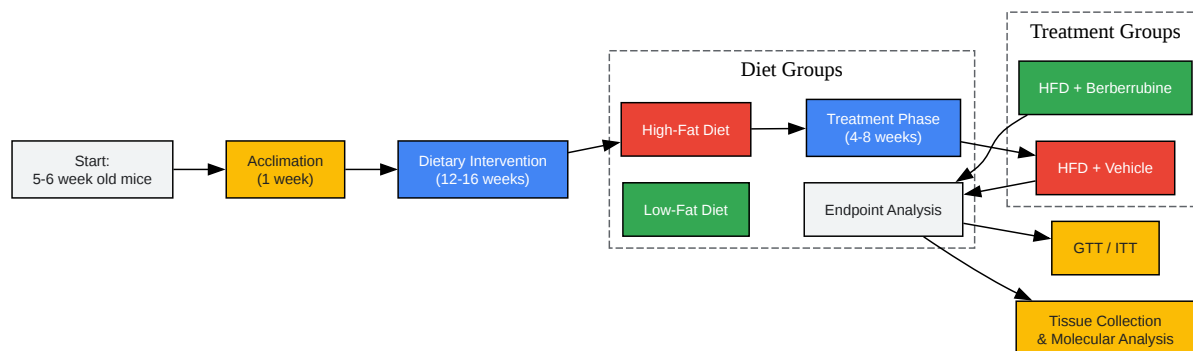 Start:
5-6 week old mice
Acclimation
(1 week)
Dietary Intervention
(12-16 weeks)
Diet Groups
High-Fat Diet
Low-Fat Diet
Treatment Phase
(4-8 weeks)
Endpoint Analysis
Treatment Groups
HFD + Berberrubine
HFD + Vehicle
GTT / ITT
Tissue Collection
& Molecular Analysis